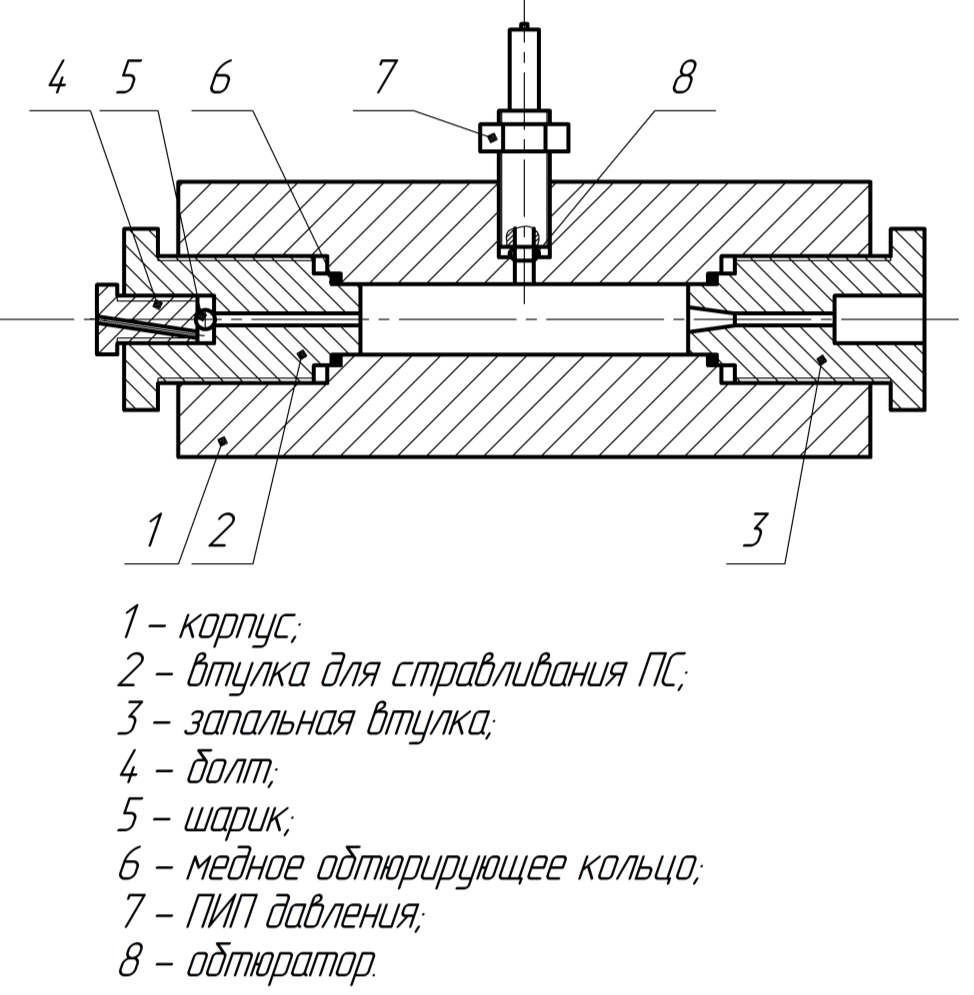 4 5 6 7 8
1 2 3
1 – корпус;
2 – втулка для стравливания ПС;
3 – запальная втулка;
4 – болт;
5 – шарик;
6 – медное обтюрирующее кольцо;
7 – ПИП давления;
8 – обтюратор.